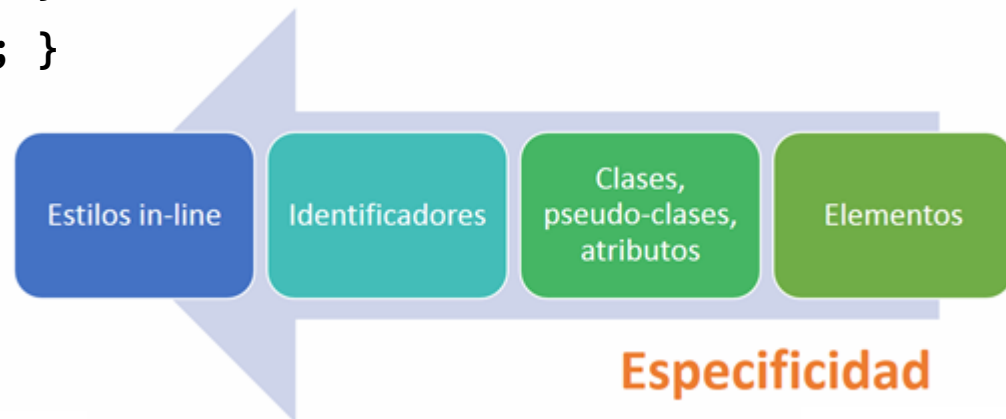 ; }
Estilos in-line
Identificadores
Clases,
pseudo-clases,
atributos
Elementos
Especificidad